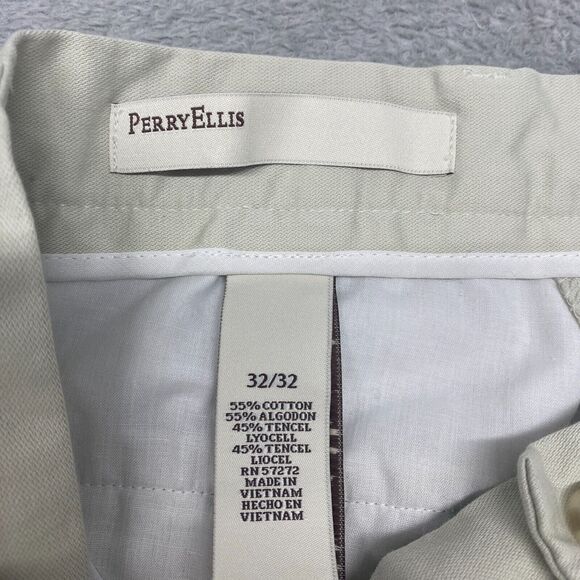 PERRYELLIS
32/32
55% COTTON
55% ALGODON
45% TENCEL
LYOCELL
45% TENCEL
LIOCEL
RN 57272
MADE IN
VIETNAM
HECHO EN
VIETNAM